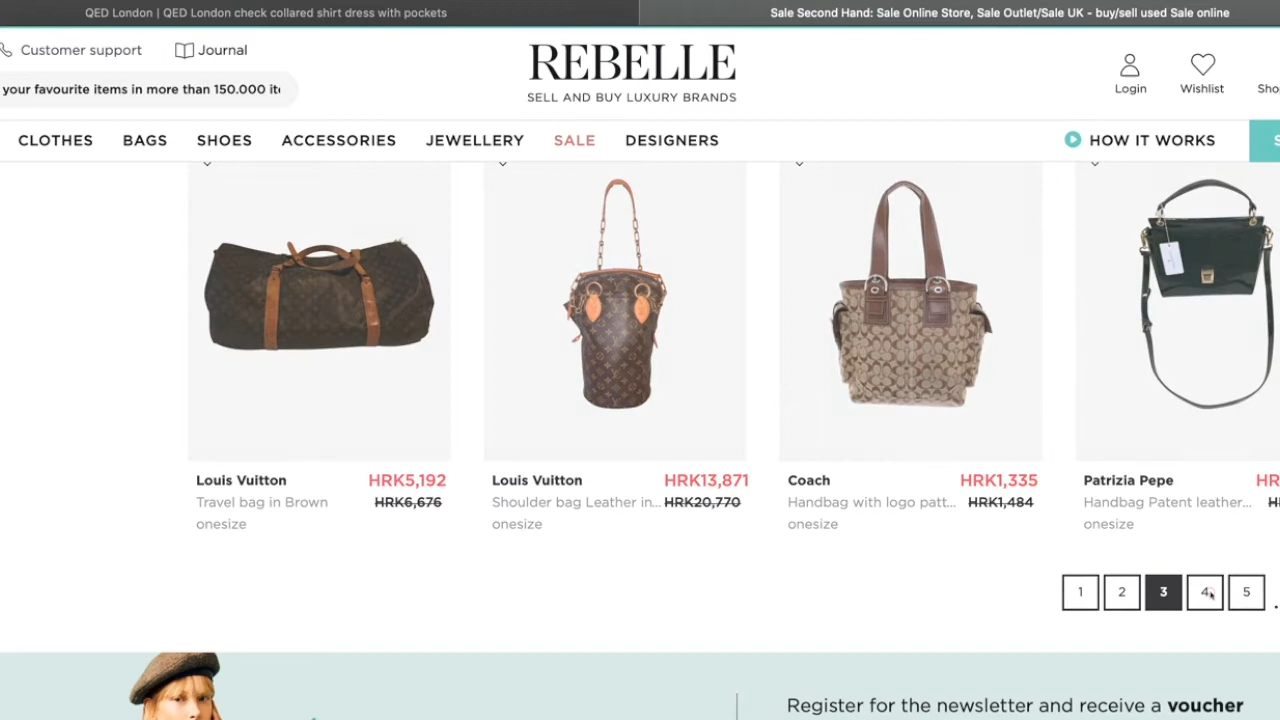 QED London | QED London check collared shirt dress with pockets
Sale Second Hand: Sale Online Store, Sale Outlet/Sale UK - buy/sell used Sale online
Customer support
Journal
REBELLE
SELL AND BUY LUXURY BRANDS
your favourite items in more than 150.000
Login
Wishlist
CLOTHES BAGS SHOES ACCESSORIES JEWELLERY SALE DESIGNERS
HOW IT WORKS
Louis Vuitton HRK5,192
Travel bag in Brown HRK6,676
onesize
Louis Vuitton HRK13,871
Shoulder bag Leather in... HRK20,770
onesize
Coach HRK1,335
Handbag with logo patt... HRK1,484
onesize
Patrizia Pepe
Handbag Patent leather...
onesize
1 2 3 4 5
Register for the newsletter and receive a voucher